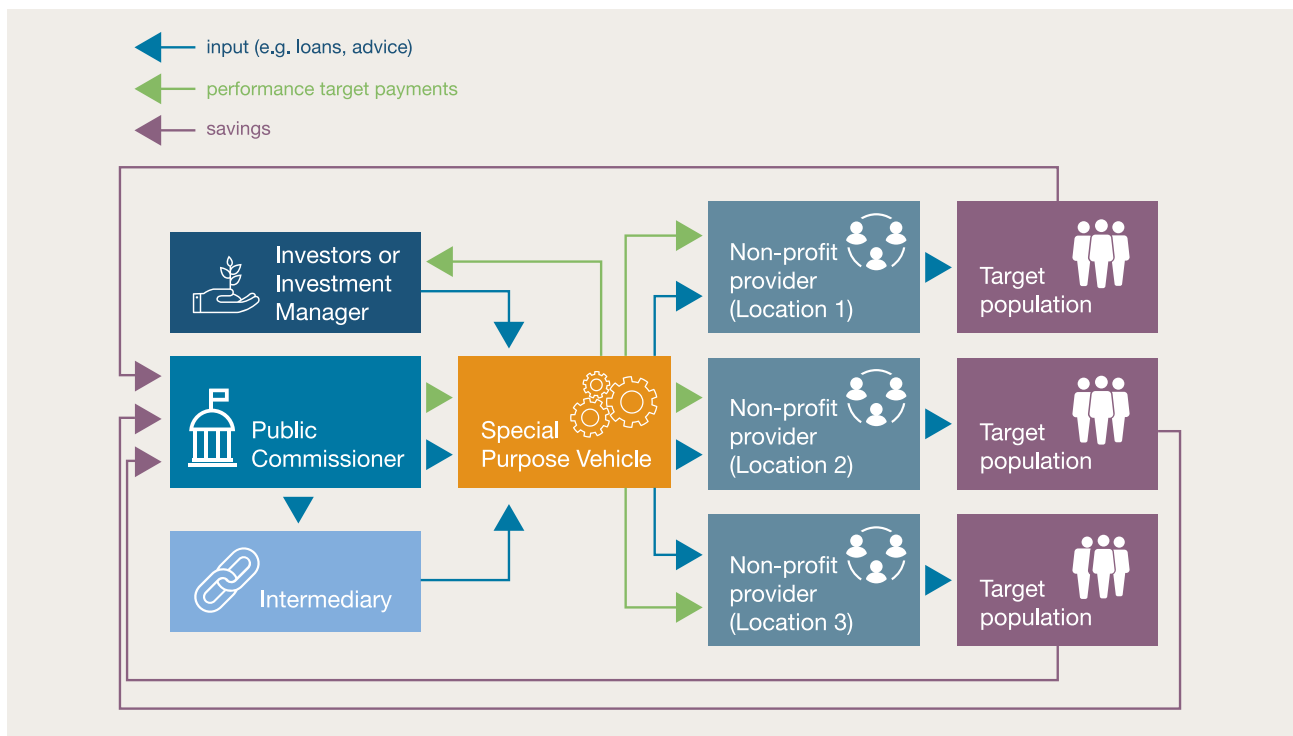 input (e.g. loans, advice)
performance target payments
savings
Investors or
Investment
Manager
Public
Commissioner
Intermediary
Special
Purpose Vehicle
Non-profit
provider
(Location 1)
Target
population
Non-profit
provider
(Location 2)
Target
population
Non-profit
provider
(Location 3)
Target
population